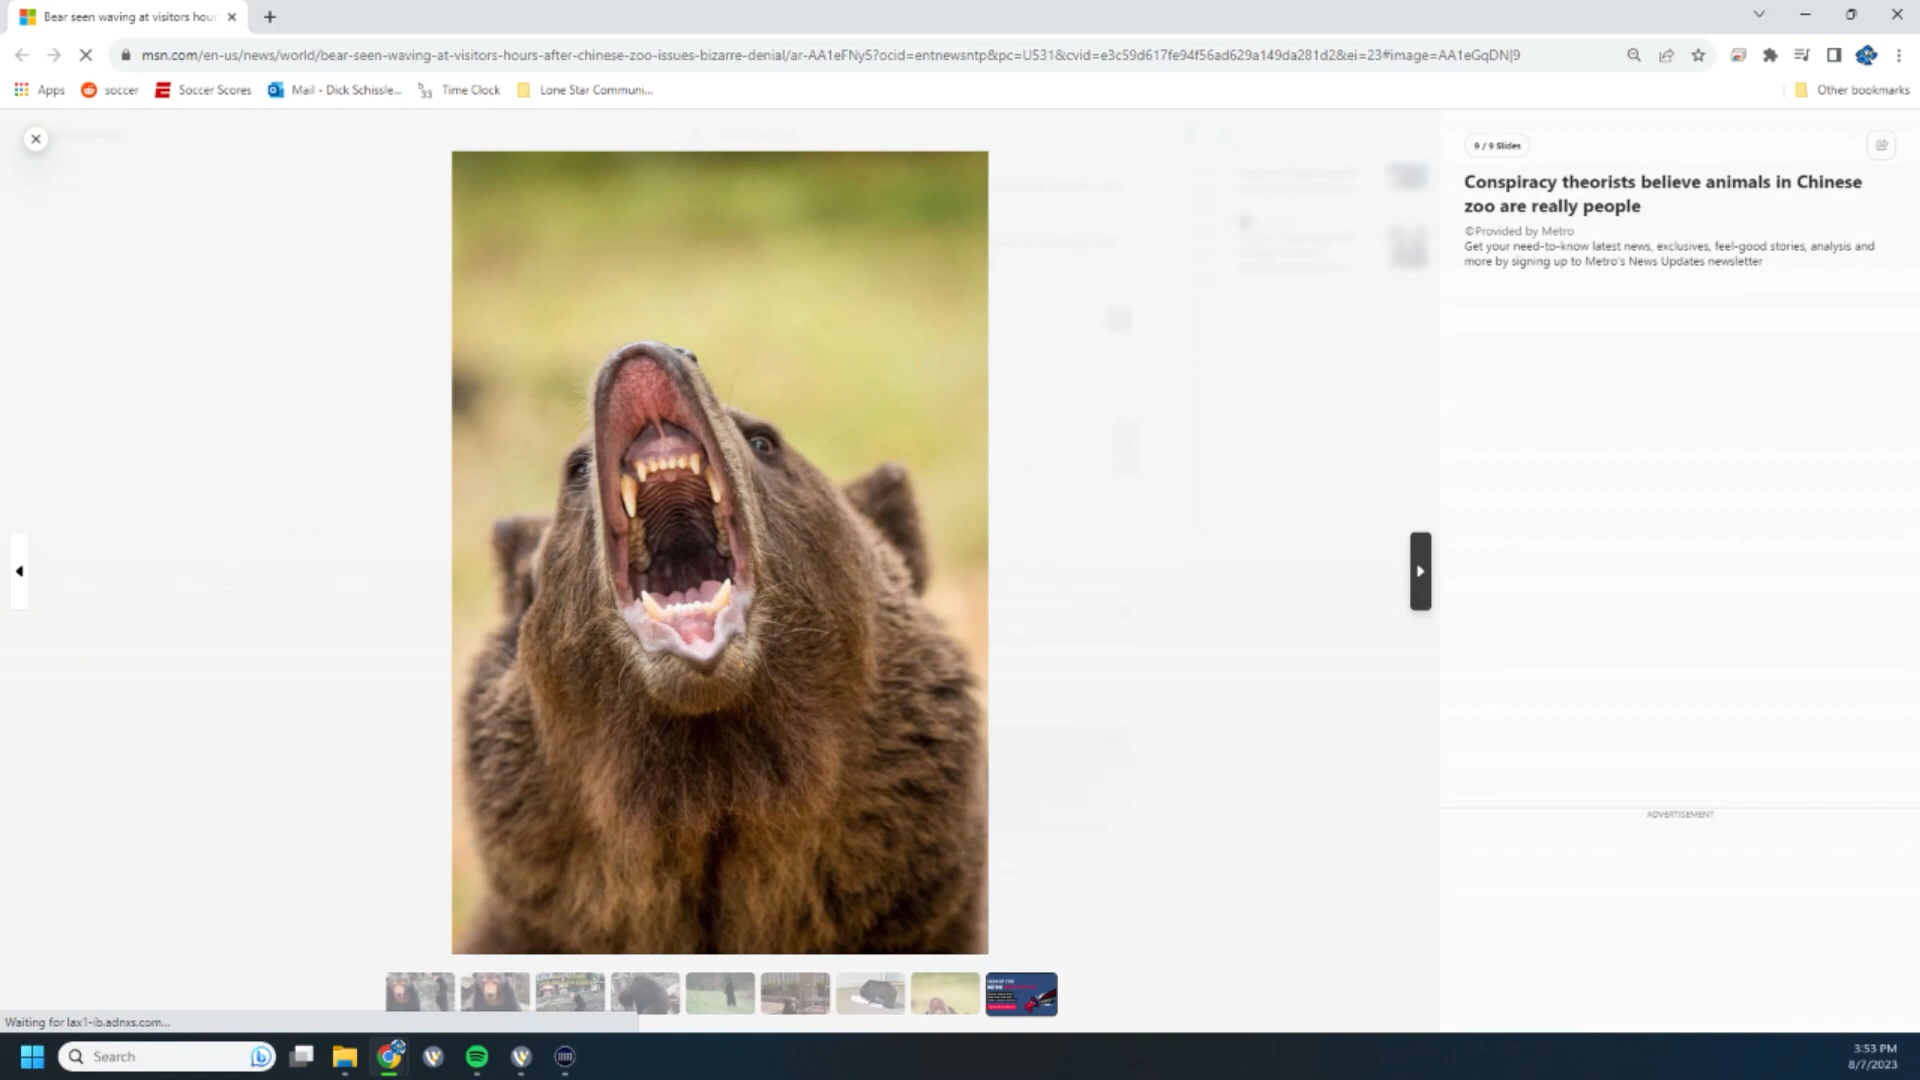 Bear seen waving at visitors hour
msn.com/en-us/news/world/bear-seen-waving-at-visitors-hours-after-chinese-zoo-issues-bizarre-denial/ar-AA1eFNy5?ocid=entnewsntp&pc=U531&cvid=e3c59d617fe94f56ad629a149da281d2&ei=23#image=AA1eGqDN|9
Apps soccer Soccer Scores Mail - Dick Schissle... Time Clock Lone Star Communi... Other bookmarks
9 / 9 Slides
Conspiracy theorists believe animals in Chinese
zoo are really people
©Provided by Metro
Get your need-to-know latest news, exclusives, feel-good stories, analysis and
more by signing up to Metro's News Updates newsletter
ADVERTISEMENT
Waiting for lax1-ib.adnxs.com...
Search
3:53 PM
8/7/2023